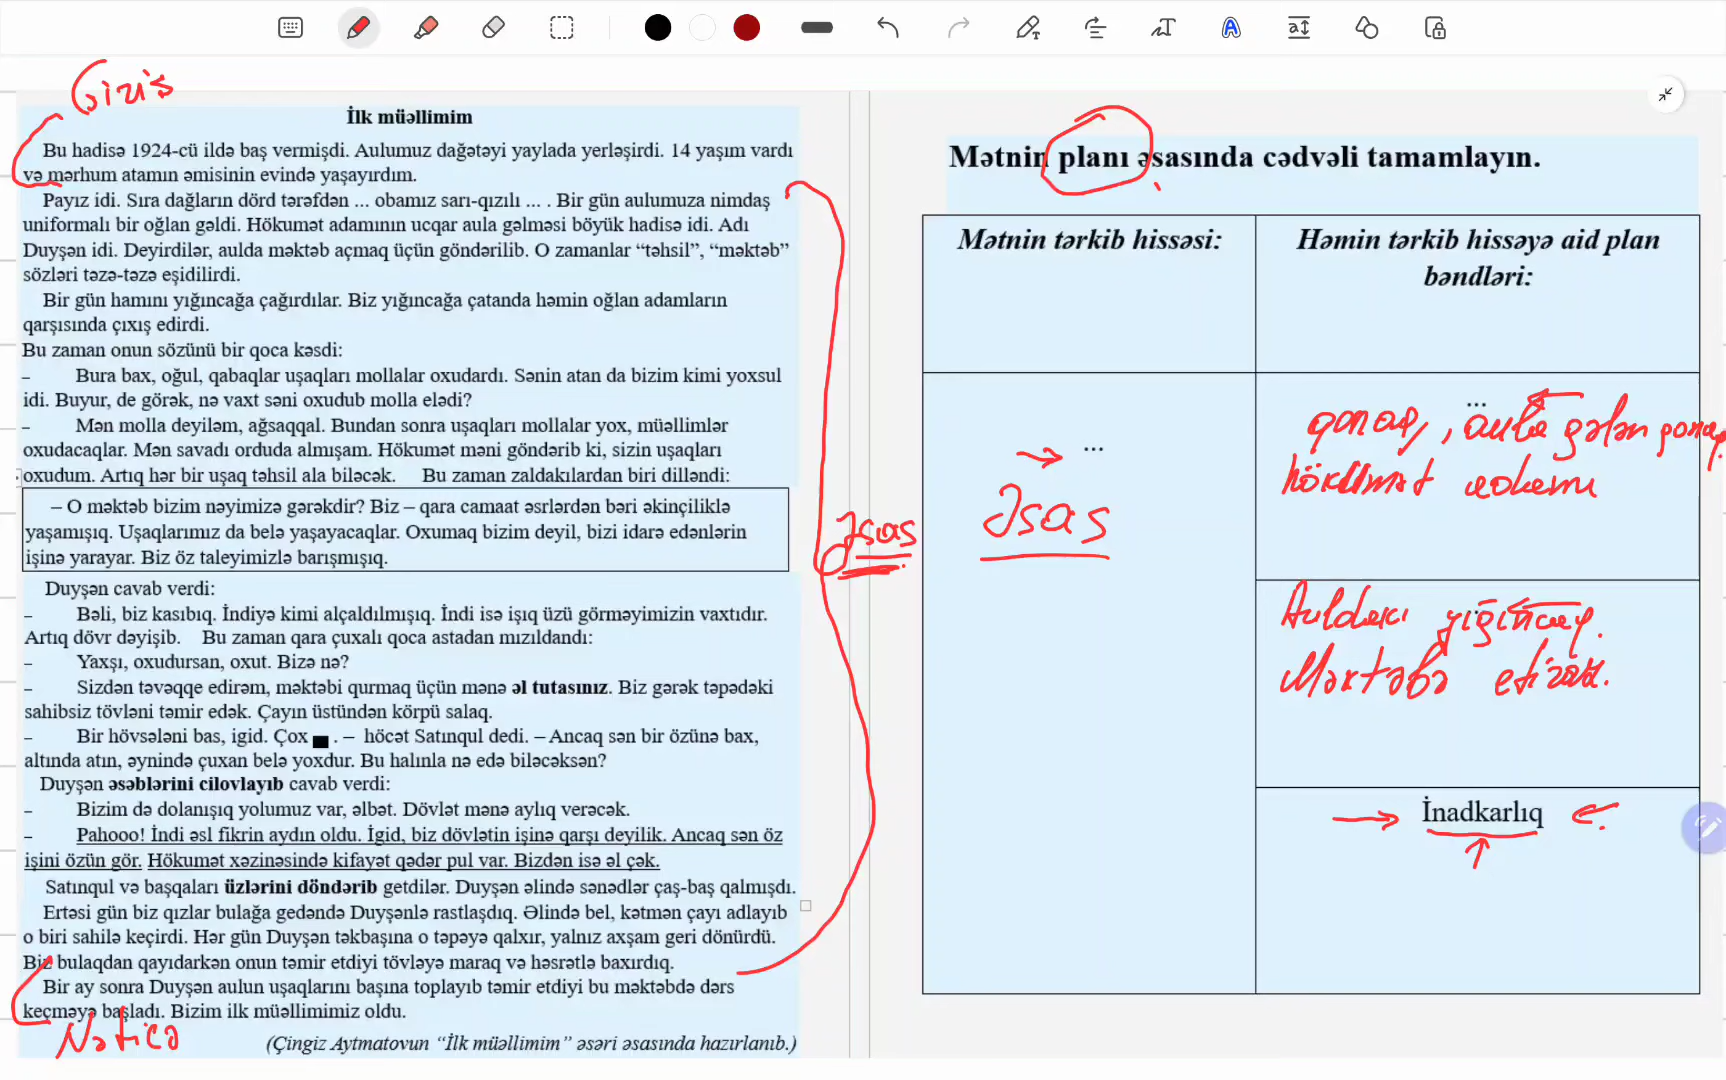 Giriş
İlk müəllimim
Bu hadisə 1924-cü ildə baş vermişdi. Aulumuz dağətəyi yaylada yerləşirdi. 14 yaşım vardı
və mərhum atamın əmisinin evində yaşayırdım.
Payız idi. Sıra dağların dörd tərəfdən ... obamız sarı-qızılı ... . Bir gün aulumuza nimdaş
uniformalı bir oğlan gəldi. Hökumət adamının ucqar aula gəlməsi böyük hadisə idi. Adı
Duyşən idi. Deyirdilər, aulda məktəb açmaq üçün göndərilib. O zamanlar “təhsil”, “məktəb”
sözləri təzə-təzə eşidilirdi.
Bir gün hamını yığıncağa çağırdılar. Biz yığıncağa çatanda həmin oğlan adamların
qarşısında çıxış edirdi.
Bu zaman onun sözünü bir qoca kəsdi:
– Bura bax, oğul, qabaqlar uşaqları mollalar oxudardı. Sənin atan da bizim kimi yoxsul
idi. Buyur, de görək, nə vaxt səni oxudub molla elədi?
– Mən molla deyiləm, ağsaqqal. Bundan sonra uşaqları mollalar yox, müəllimlər
oxudacaqlar. Mən savadı orduda almışam. Hökumət məni göndərib ki, sizin uşaqları
oxudum. Artıq hər bir uşaq təhsil ala biləcək. Bu zaman zaldakılardan biri dilləndi:
– O məktəb bizim nəyimizə gərəkdir? Biz – qara camaat əsrlərdən bəri əkinçiliklə
yaşamışıq. Uşaqlarımız da belə yaşayacaqlar. Oxumaq bizim deyil, bizi idarə edənlərin
işinə yarayar. Biz öz taleyimizlə barışmışıq.
Duyşən cavab verdi:
– Bəli, biz kasıbıq. İndiyə kimi alçaldılmışıq. İndi isə işıq üzü görməyimizin vaxtıdır.
Artıq dövr dəyişib. Bu zaman qara çuxalı qoca astadan mızıldandı:
– Yaxşı, oxudursan, oxut. Bizə nə?
– Sizdən təvəqqe edirəm, məktəbi qurmaq üçün mənə əl tutasınız. Biz gərək təpədəki
sahibsiz tövləni təmir edək. Çayın üstündən körpü salaq.
– Bir hövsələni bas, igid. Çox . – höcət Satınqul dedi. – Ancaq sən bir özünə bax,
altında atın, əynində çuxan belə yoxdur. Bu halınla nə edə biləcəksən?
Duyşən əsəblərini cilovlayıb cavab verdi:
– Bizim də dolanışıq yolumuz var, əlbət. Dövlət mənə aylıq verəcək.
– Pahooo! İndi əsl fikrin aydın oldu. İgid, biz dövlətin işinə qarşı deyilik. Ancaq sən öz
işini özün gör. Hökumət xəzinəsində kifayət qədər pul var. Bizdən isə əl çək.
Satınqul və başqaları üzlərini döndərib getdilər. Duyşən əlində sənədlər çaş-baş qalmışdı.
Ertəsi gün biz qızlar bulağa gedəndə Duyşənlə rastlaşdıq. Əlində bel, kətmən çayı adlayıb
o biri sahilə keçirdi. Hər gün Duyşən təkbaşına o təpəyə qalxır, yalnız axşam geri dönürdü.
Biz bulaqdan qayıdarkən onun təmir etdiyi tövləyə maraq və həsrətlə baxırdıq.
Bir ay sonra Duyşən aulun uşaqlarını başına toplayıb təmir etdiyi bu məktəbdə dərs
keçməyə başladı. Bizim ilk müəllimimiz oldu.
Nəticə
(Çingiz Aytmatovun “İlk müəllimim” əsəri əsasında hazırlanıb.)
Əsas
Mətnin planı əsasında cədvəli tamamlayın.
Mətnin tərkib hissəsi:
Həmin tərkib hissəyə aid plan
bəndləri:
...
Əsas
...
qonaq, aula gələn qonaq
hökumət adamı
Auldakı yığıncaq.
Məktəbə etiraz.
İnadkarlıq